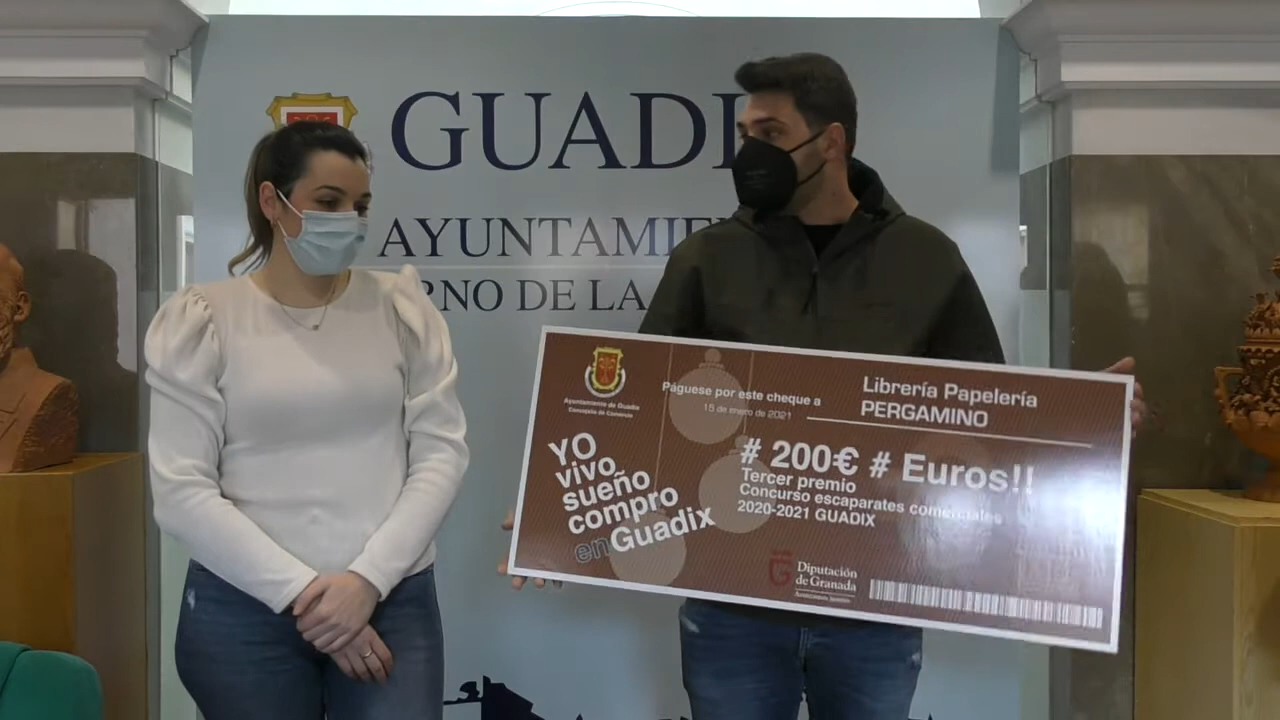 GUADI
AYUNTAMIE
RNO DE LA
Ayuntamiento de Guadix
Concejalía de Comercio
Páguese por este cheque a
15 de enero de 2021
Librería Papelería
PERGAMINO
# 200€ # Euros!!
Tercer premio
Concurso escaparates comerciales
2020-2021 GUADIX
YO
vivo
sueño
compro
en Guadix
Diputación
de Granada